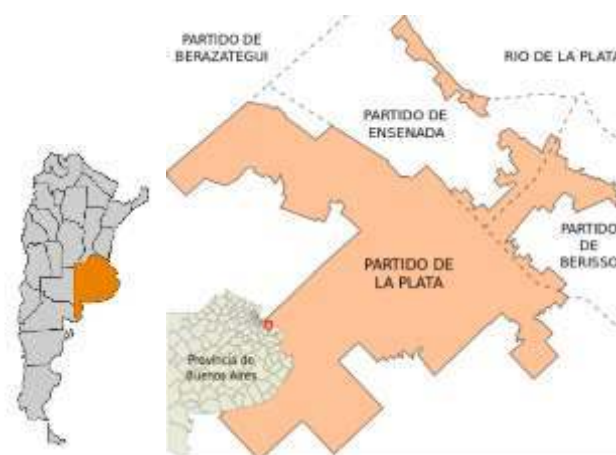 PARTIDO DE
BERAZATEGUI
RIO DE LA PLATA
PARTIDO DE
ENSENADA
PARTIDO
DE
BERISSO
PARTIDO DE
LA PLATA
Provincia de
Buenos Aires